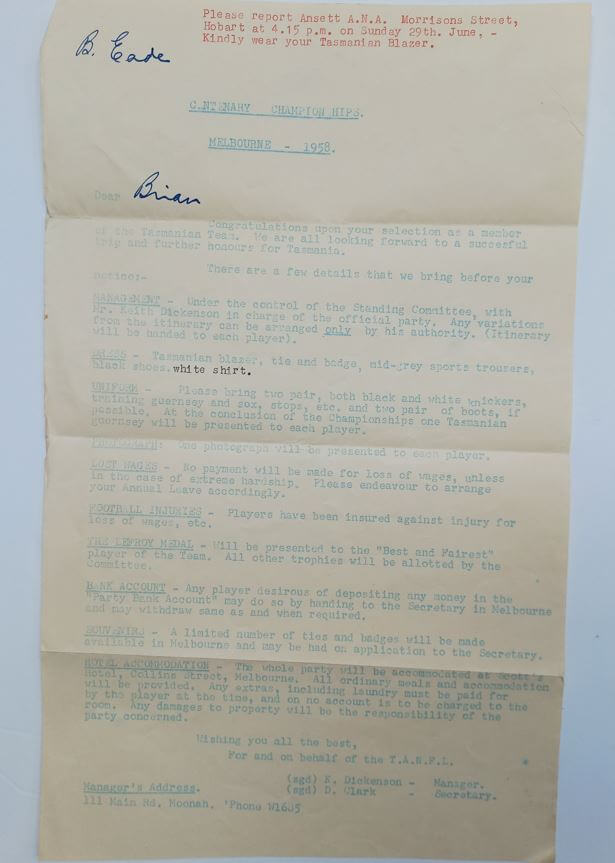 Please report Ansett A.N.A. Morrisons Street,
Hobart at 4.15 p.m. on Sunday 29th. June, -
Kindly wear your Tasmanian Blazer.
B. Eade
CENTENARY CHAMPIONSHIPS.
MELBOURNE - 1958.
Dear Brian
Congratulations upon your selection as a member
of the Tasmanian Team. We are all looking forward to a succesful
trip and further honours for Tasmania.
There are a few details that we bring before your
notice:-
MANAGEMENT - Under the control of the Standing Committee, with
Mr. Keith Dickenson in charge of the official party. Any variations
from the itinerary can be arranged only by his authority. (Itinerary
will be handed to each player).
DRESS - Tasmanian blazer, tie and badge, mid-grey sports trousers,
black shoes. white shirt.
UNIFORM - Please bring two pair, both black and white knickers,
training guernsey and sox, stops, etc. and two pair of boots, if
possible. At the conclusion of the Championships one Tasmanian
guernsey will be presented to each player.
PHOTOGRAPH: One photograph will be presented to each player.
LOST WAGES - No payment will be made for loss of wages, unless
in the case of extreme hardship. Please endeavour to arrange
your Annual Leave accordingly.
FOOTBALL INJURIES - Players have been insured against injury for
loss of wages, etc.
THE LEFROY MEDAL - Will be presented to the "Best and Fairest"
player of the Team. All other trophies will be allotted by the
Committee.
BANK ACCOUNT - Any player desirous of depositing any money in the
"Party Bank Account" may do so by handing to the Secretary in Melbourne
and may withdraw same as and when required.
SOUVENIRS - A limited number of ties and badges will be made
available in Melbourne and may be had on application to the Secretary.
HOTEL ACCOMMODATION - The whole party will be accommodated at Scott's
Hotel, Collins Street, Melbourne. All ordinary meals and accommodation
will be provided. Any extras, including laundry must be paid for
by the player at the time, and on no account is to be charged to the
room. Any damages to property will be the responsibility of the
party concerned.
Wishing you all the best,
For and on behalf of the T.A.N.F.L.
(sgd) K. Dickenson - Manager.
(sgd) D. Clark - Secretary.
Manager's Address.
111 Main Rd, Moonah. 'Phone W1605